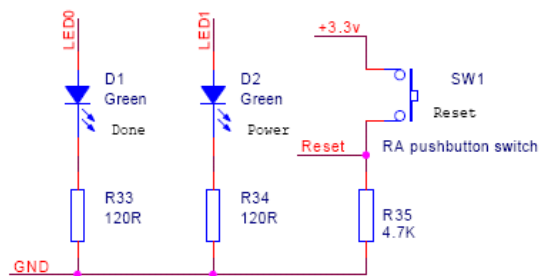 LED0
LED1
+3.3v
D1
Green
Done
D2
Green
Power
SW1
Reset
RA pushbutton switch
Reset
R33
120R
R34
120R
R35
4.7K
GND